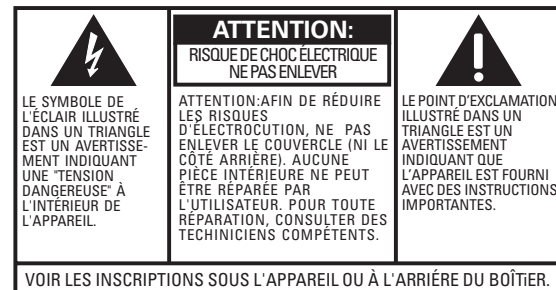 LE SYMBOLE DE
L'ÉCLAIR ILLUSTRÉ
DANS UN TRIANGLE
EST UN AVERTISSE-
MENT INDIQUANT
UNE "TENSION
DANGEREUSE" À
L'INTÉRIEUR DE
L'APPAREIL.
ATTENTION:
RISQUE DE CHOC ÉLECTRIQUE
NE PAS ENLEVER
ATTENTION:AFIN DE RÉDUIRE
LES RISQUES
D'ÉLECTROCUTION, NE PAS
ENLEVER LE COUVERCLE (NI LE
CÔTÉ ARRIÈRE). AUCUNE
PIÈCE INTÉRIEURE NE PEUT
ÊTRE RÉPARÉE PAR
L'UTILISATEUR. POUR TOUTE
RÉPARATION, CONSULTER DES
TECHINICIENS COMPÉTENTS.
LE POINT D'EXCLAMATION
ILLUSTRÉ DANS UN
TRIANGLE EST UN
AVERTISSEMENT
INDIQUANT QUE
L'APPAREIL EST FOURNI
AVEC DES INSTRUCTIONS
IMPORTANTES.
VOIR LES INSCRIPTIONS SOUS L'APPAREIL OU À L'ARRIÉRE DU BOÎTiER.